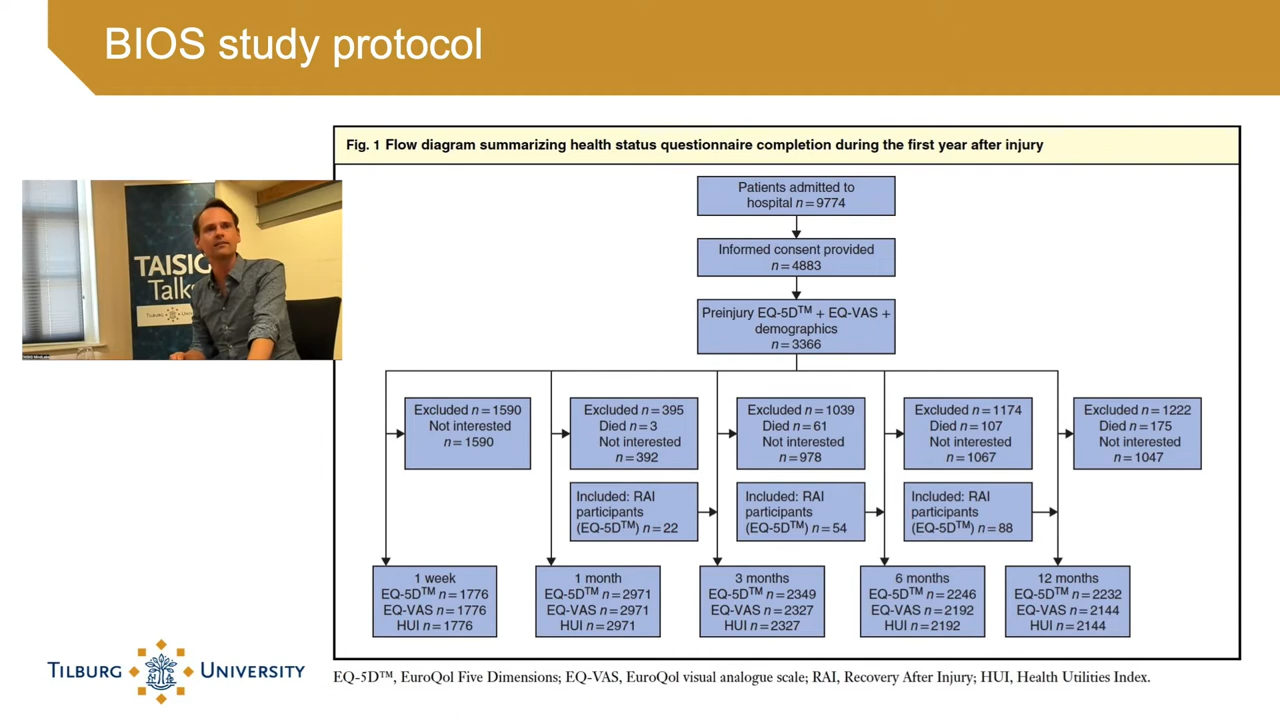 BIOS study protocol
Fig. 1 Flow diagram summarizing health status questionnaire completion during the first year after injury
Patients admitted to
hospital n = 9774
Informed consent provided
n = 4883
Preinjury EQ-5D™ + EQ-VAS +
demographics
n = 3366
Excluded n = 1590
Not interested
n = 1590
Excluded n = 395
Died n = 3
Not interested
n = 392
Excluded n = 1039
Died n = 61
Not interested
n = 978
Excluded n = 1174
Died n = 107
Not interested
n = 1067
Excluded n = 1222
Died n = 175
Not interested
n = 1047
Included: RAI
participants
(EQ-5D™) n = 22
Included: RAI
participants
(EQ-5D™) n = 54
Included: RAI
participants
(EQ-5D™) n = 88
1 week
EQ-5D™ n = 1776
EQ-VAS n = 1776
HUI n = 1776
1 month
EQ-5D™ n = 2971
EQ-VAS n = 2971
HUI n = 2971
3 months
EQ-5D™ n = 2349
EQ-VAS n = 2327
HUI n = 2327
6 months
EQ-5D™ n = 2246
EQ-VAS n = 2192
HUI n = 2192
12 months
EQ-5D™ n = 2232
EQ-VAS n = 2144
HUI n = 2144
EQ-5D™, EuroQol Five Dimensions; EQ-VAS, EuroQol visual analogue scale; RAI, Recovery After Injury; HUI, Health Utilities Index.
TAISIG
Talks
TILBURG
TILBURG UNIVERSITY